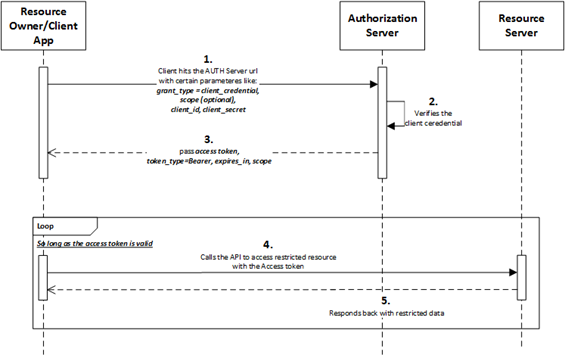 Resource
Owner/Client
App
Authorization
Server
Resource
Server
1.
Client hits the AUTH Server url
with certain parameteres like:
grant_type = client_credential,
scope (optional),
client_id, client_secret
2.
Verifies the
client ceredential
3.
pass access token,
token_type=Bearer, expires_in, scope
Loop
So long as the access token is valid
4.
Calls the API to access restricted resource
with the Access token
5.
Responds back with restricted data